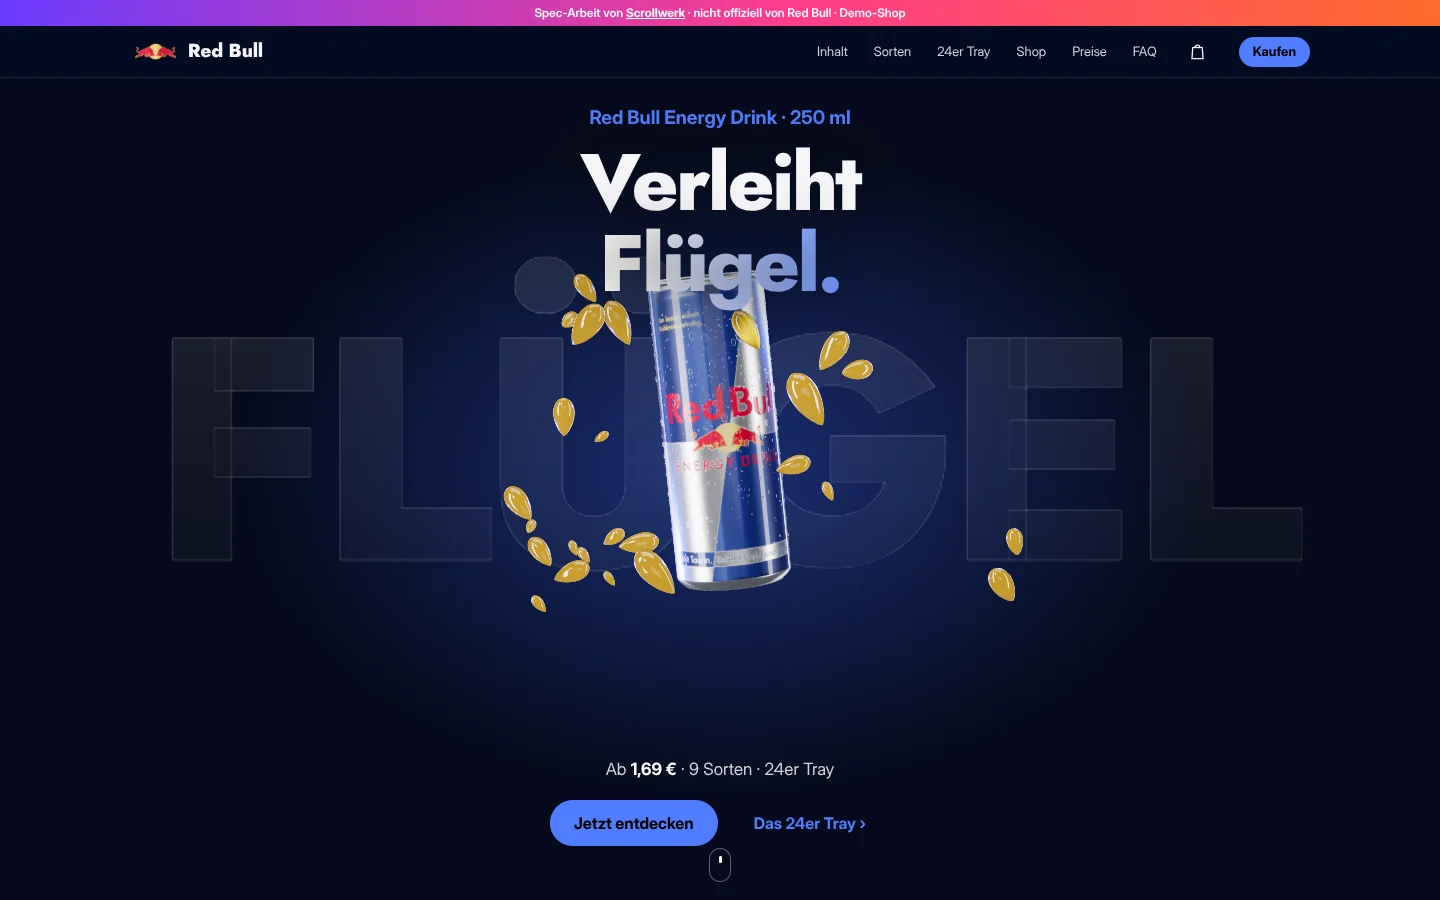 Spec-Arbeit von Scrollwerk · nicht offiziell von Red Bull · Demo-Shop
Red Bull
Inhalt
Sorten
24er Tray
Shop
Preise
FAQ
Kaufen
Red Bull Energy Drink · 250 ml
Verleiht
Flügel.
FLÜGEL
Red Bull
ENERGY DRINK
Ab 1,69 € · 9 Sorten · 24er Tray
Jetzt entdecken
Das 24er Tray ›